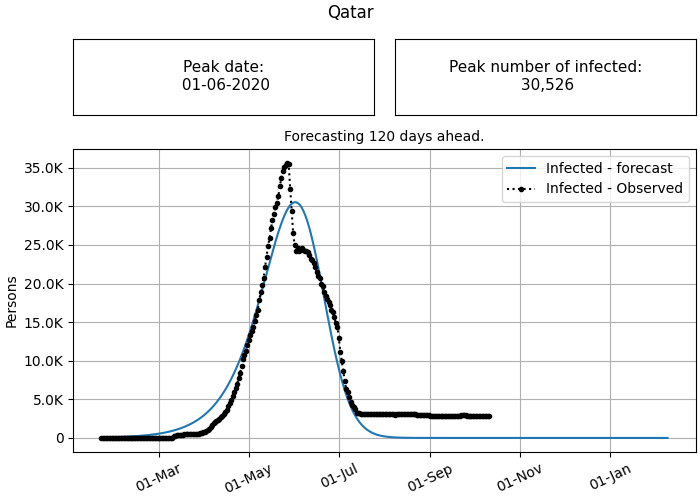 Qatar
Peak date:
01-06-2020
Peak number of infected:
30,526
Forecasting 120 days ahead.
Infected - forecast
Infected - Observed
35.0K
30.0K
25.0K
20.0K
15.0K
10.0K
5.0K
0
Persons
01-Mar
01-May
01-Jul
01-Sep
01-Nov
01-Jan